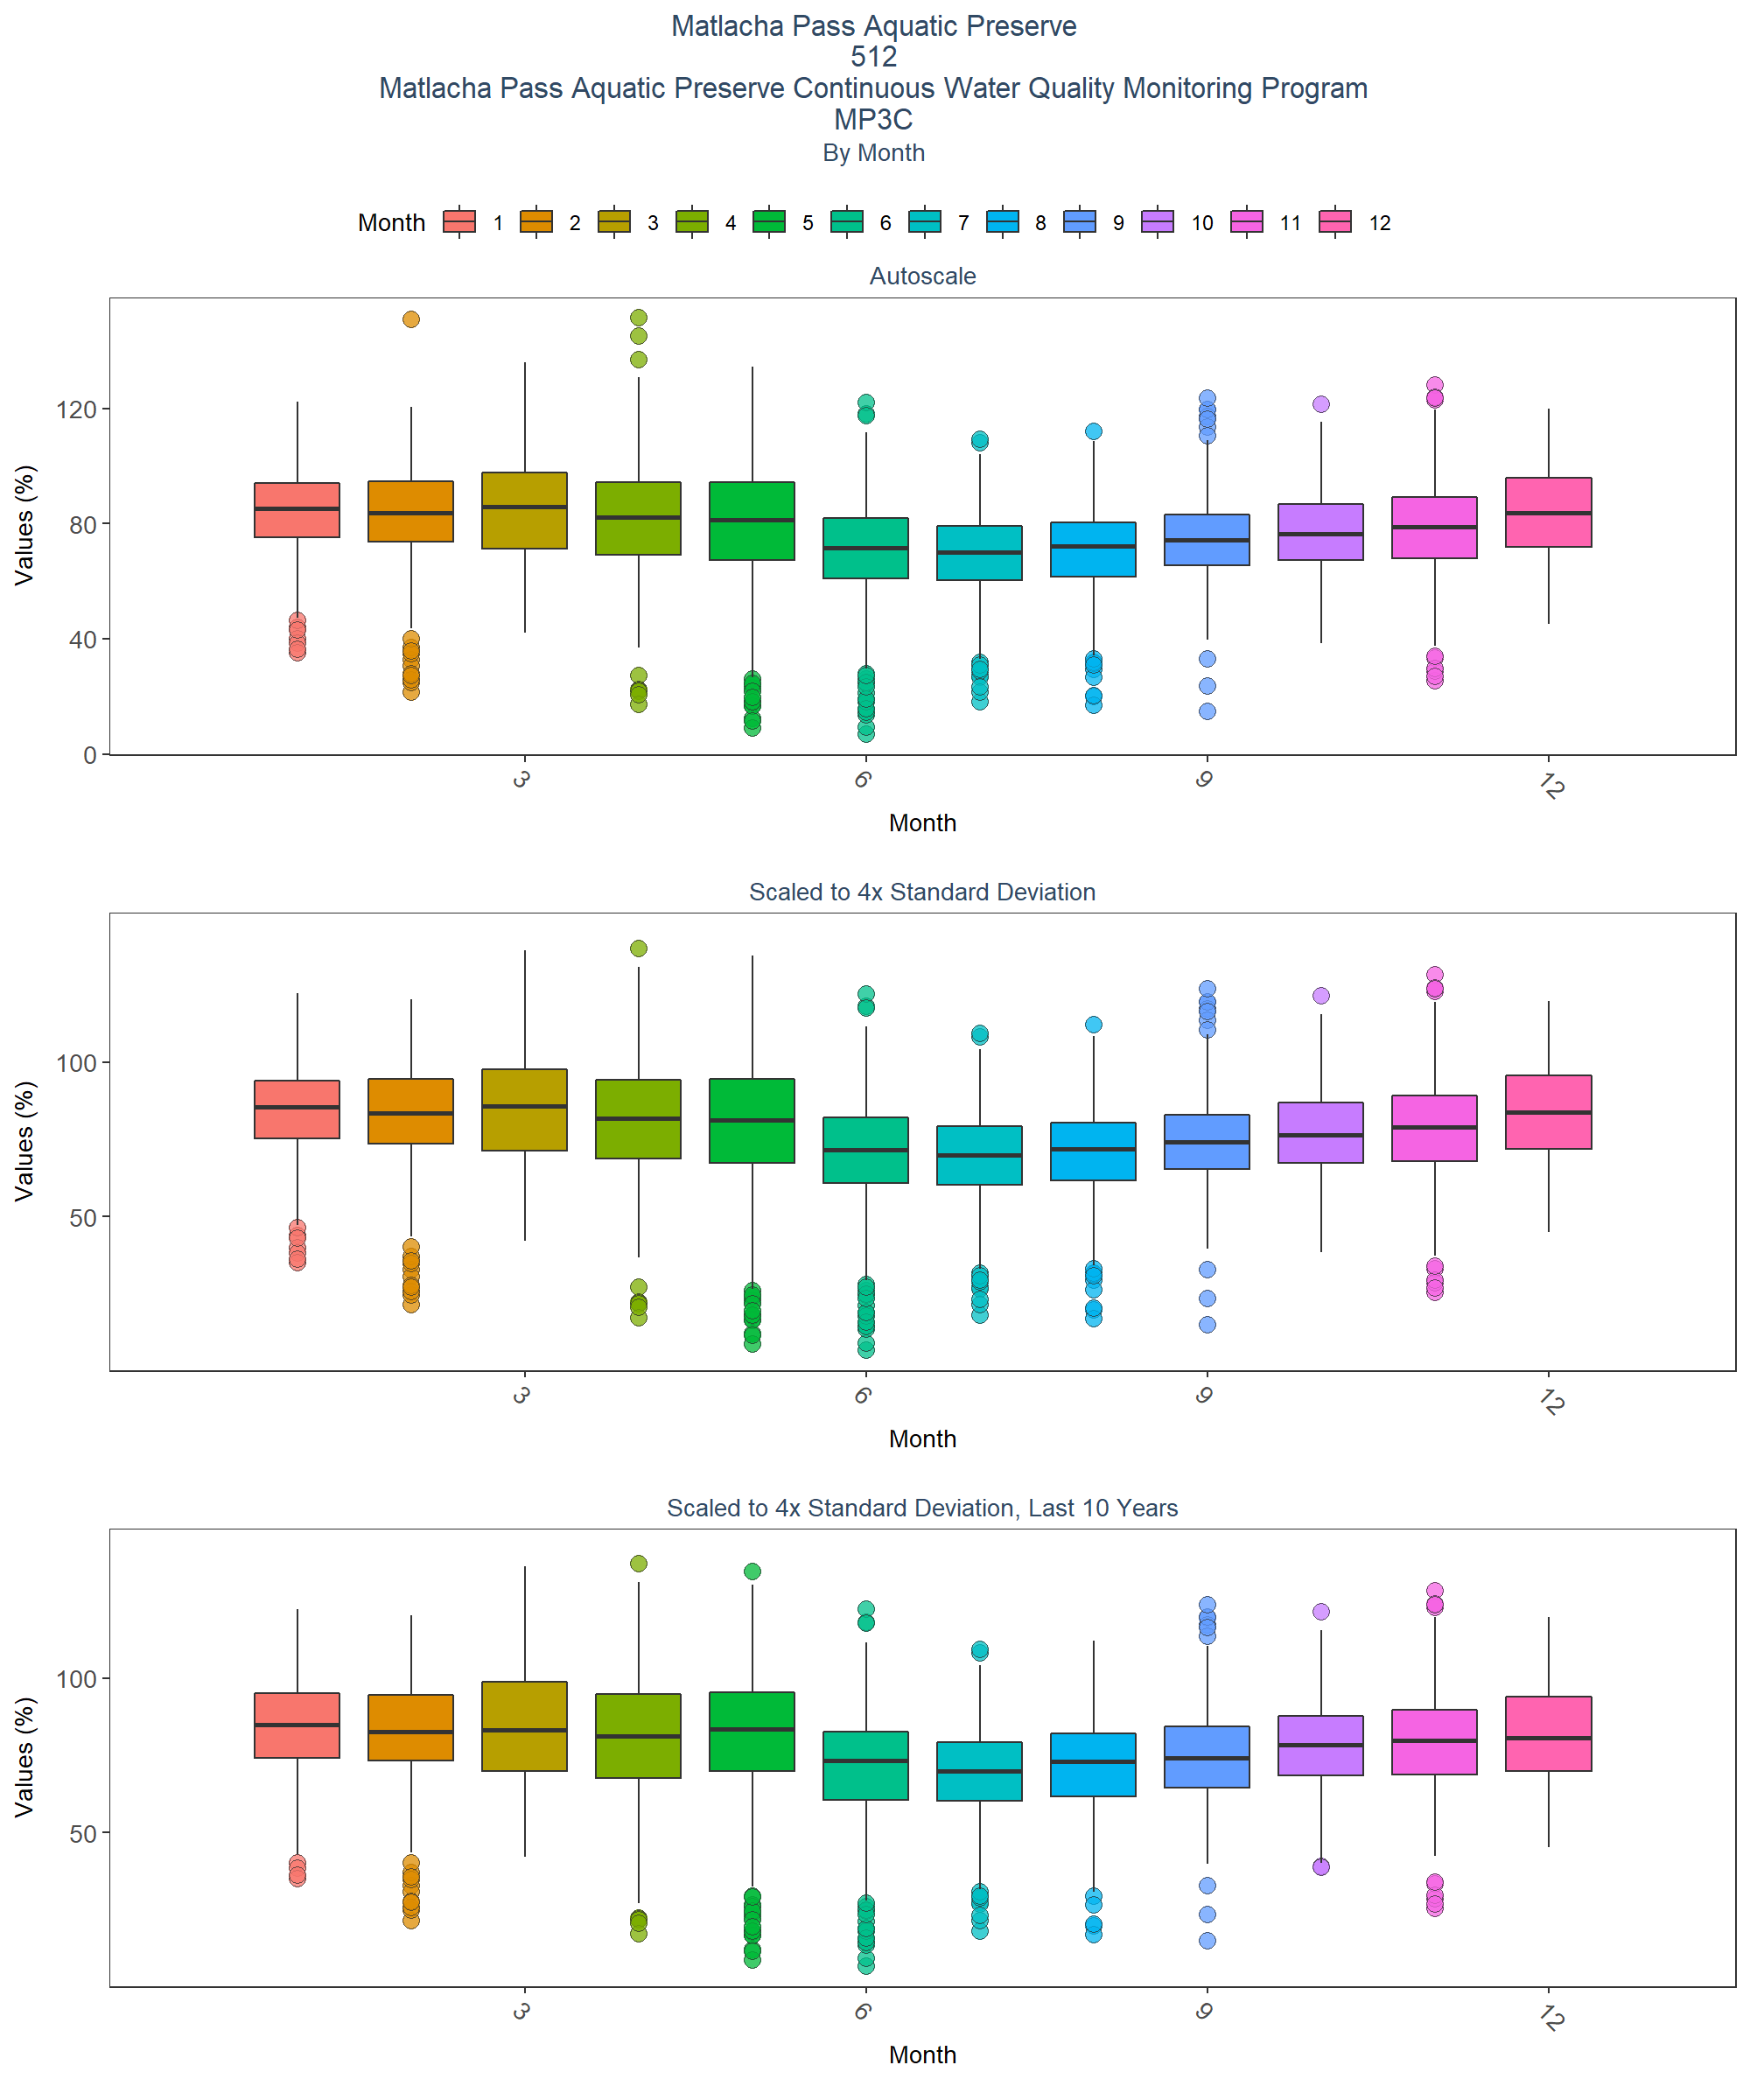 Matlacha Pass Aquatic Preserve
512
Matlacha Pass Aquatic Preserve Continuous Water Quality Monitoring Program
MP3C
By Month
Month 1 2 3 4 5 6 7 8 9 10 11 12
Autoscale
Values (%)
120
80
40
0
3 6 9 12
Month
Scaled to 4x Standard Deviation
Values (%)
100
50
3 6 9 12
Month
Scaled to 4x Standard Deviation, Last 10 Years
Values (%)
100
50
3 6 9 12
Month